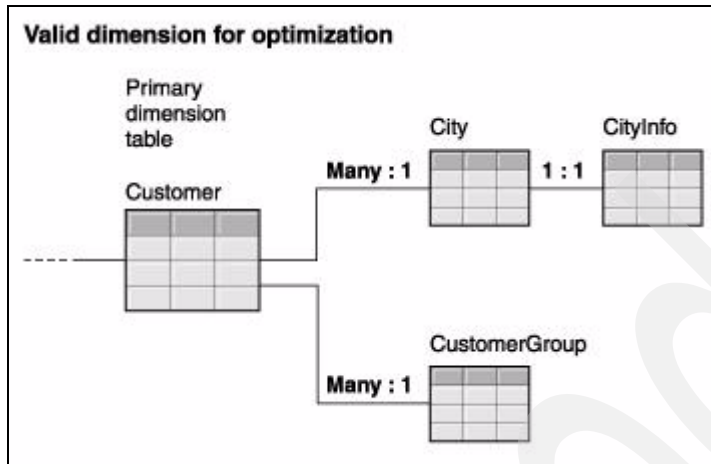 Valid dimension for optimization
Primary
dimension
table
Customer
City
CityInfo
Many : 1
1 : 1
CustomerGroup
Many : 1